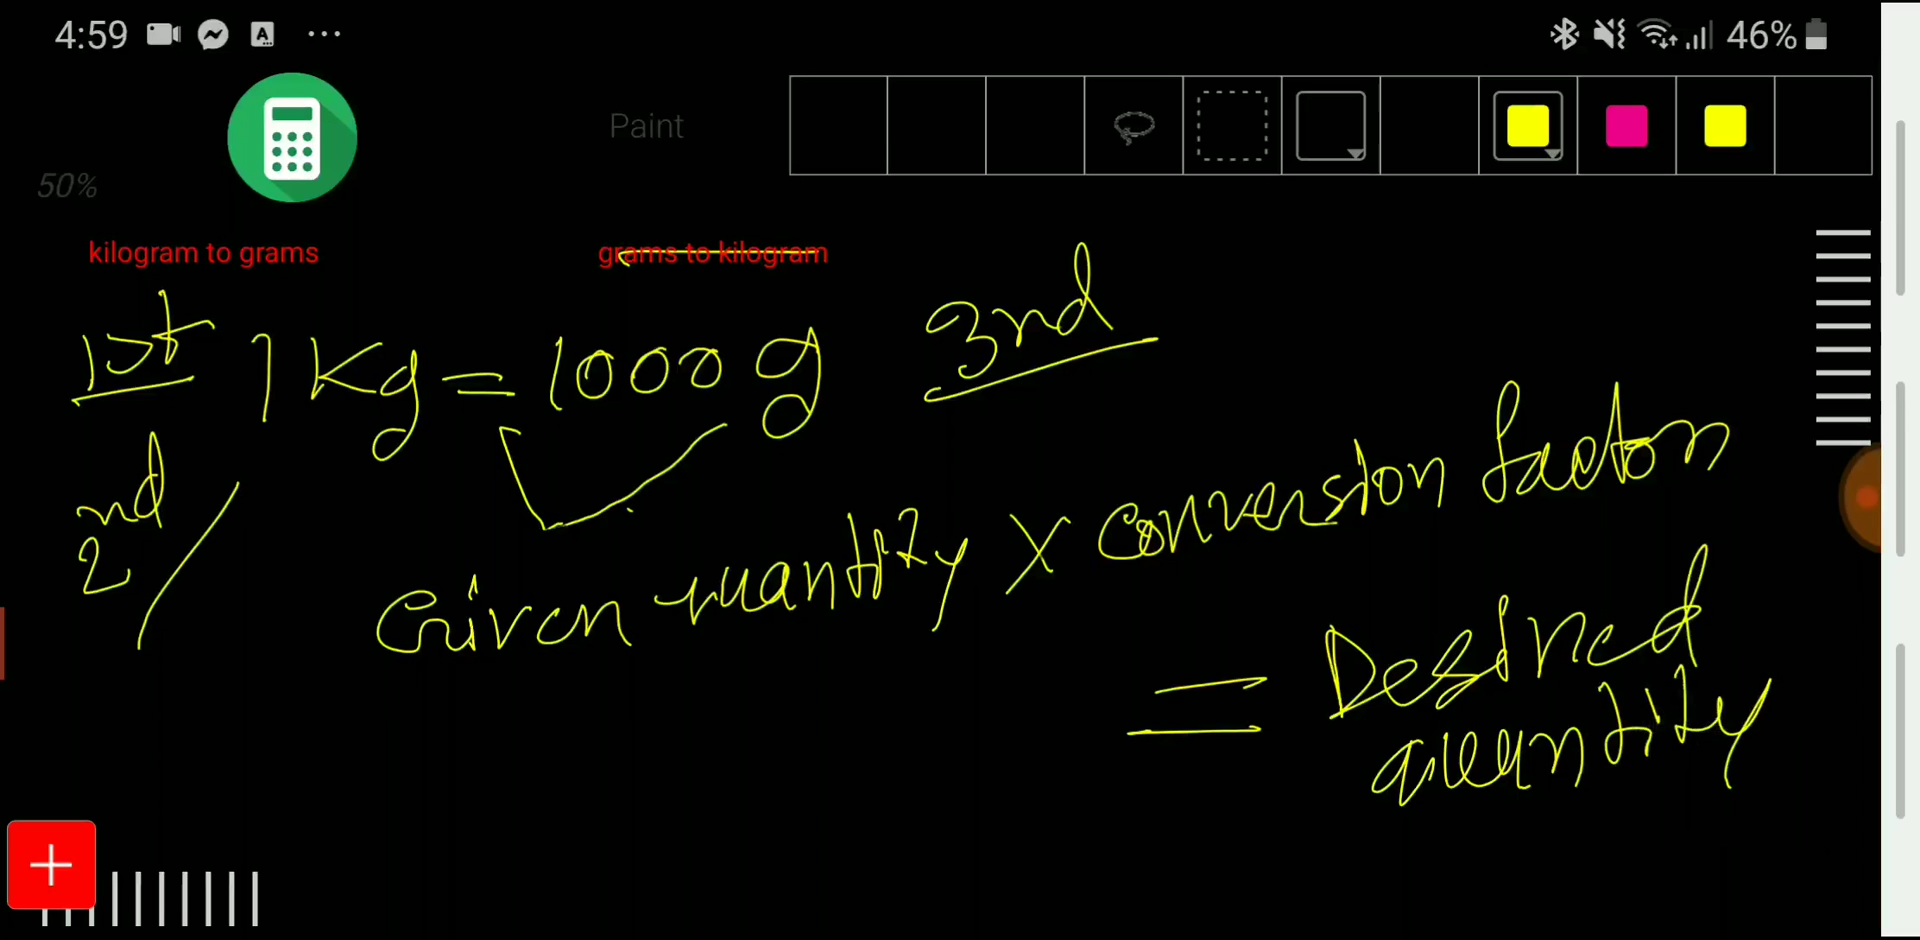 4:59 46%
Paint
50%
kilogram to grams grams to kilogram
1st 1 Kg = 1000 g 3nd
2nd
Given quantity × conversion factor
= Desired quantity